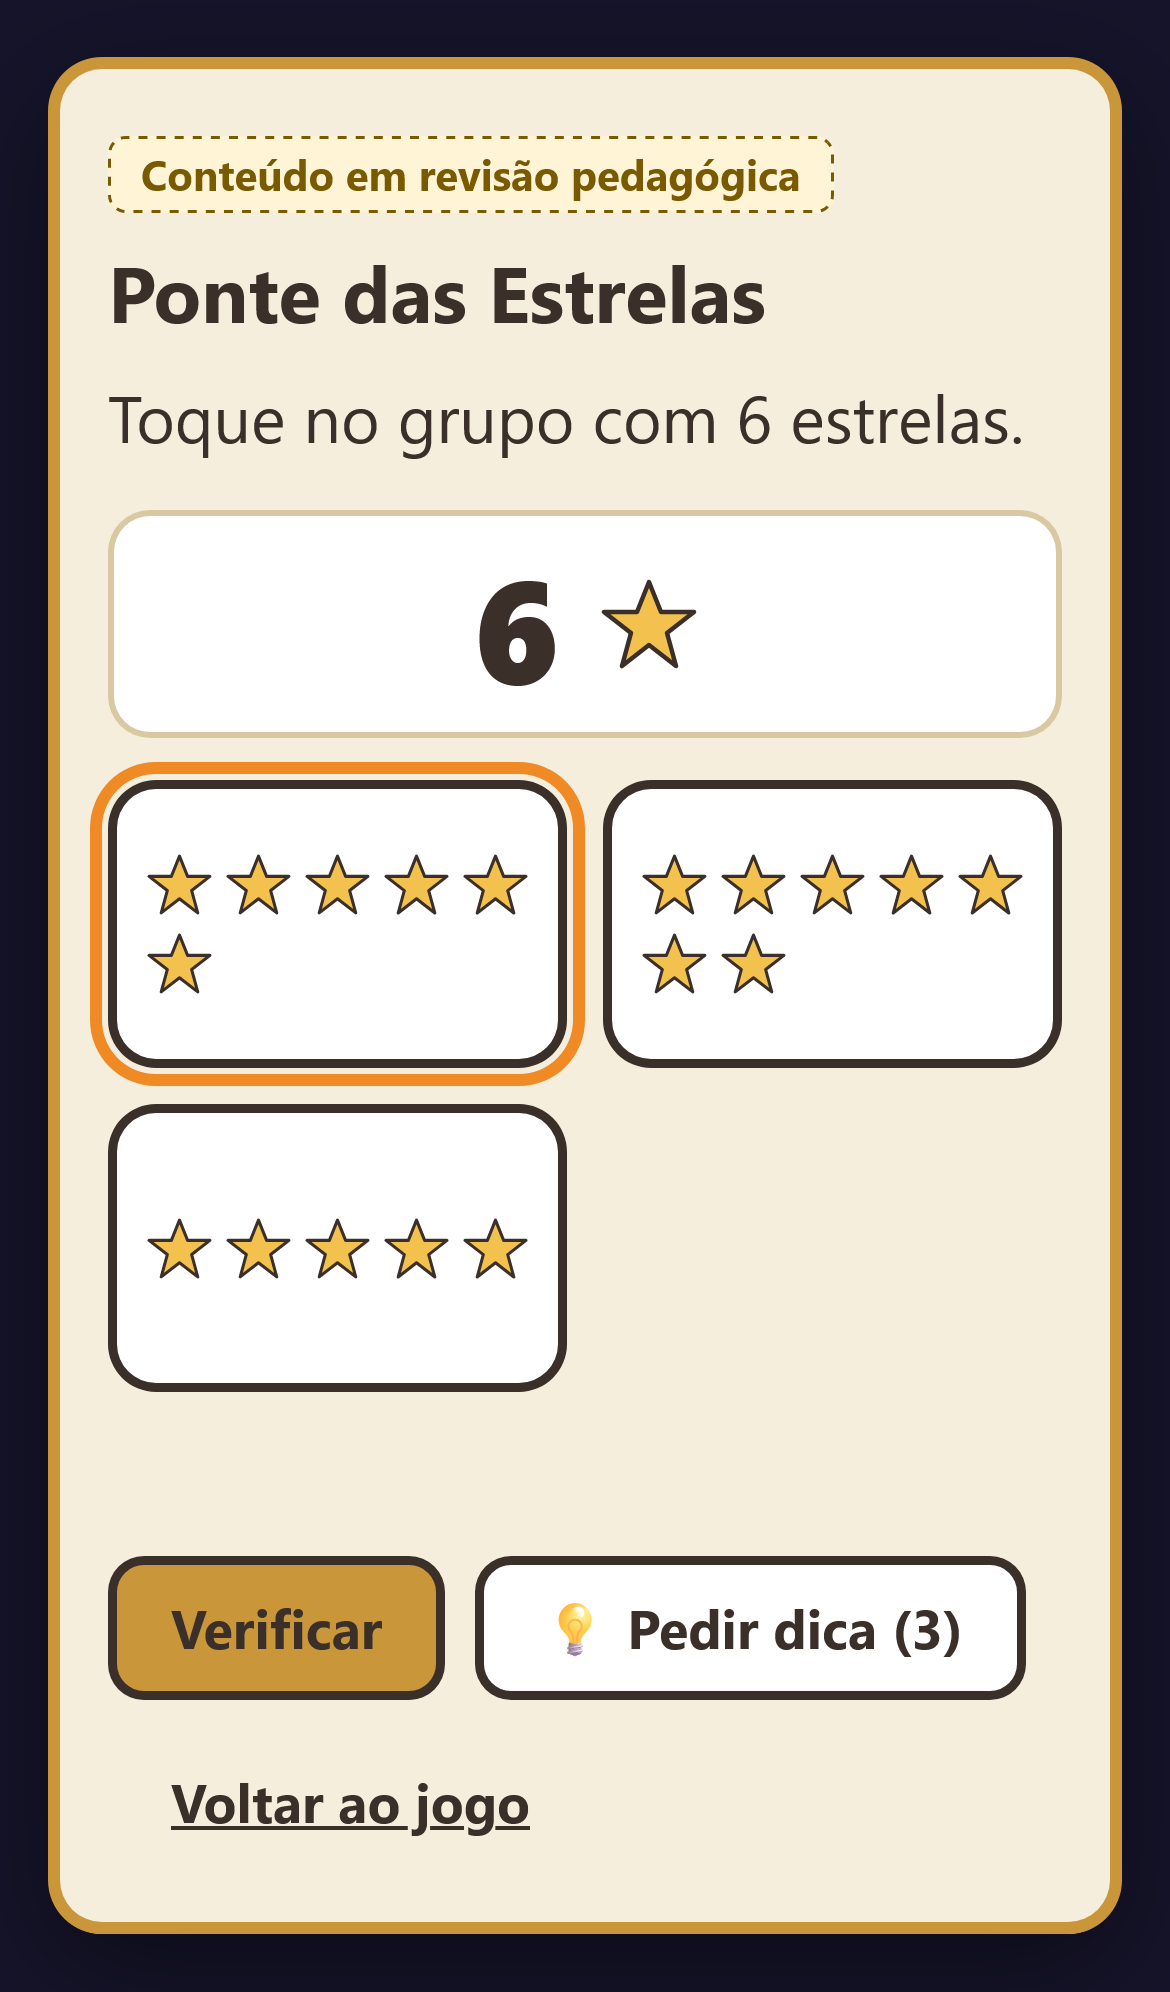 Conteúdo em revisão pedagógica
Ponte das Estrelas
Toque no grupo com 6 estrelas.
6
Verificar
Pedir dica (3)
Voltar ao jogo